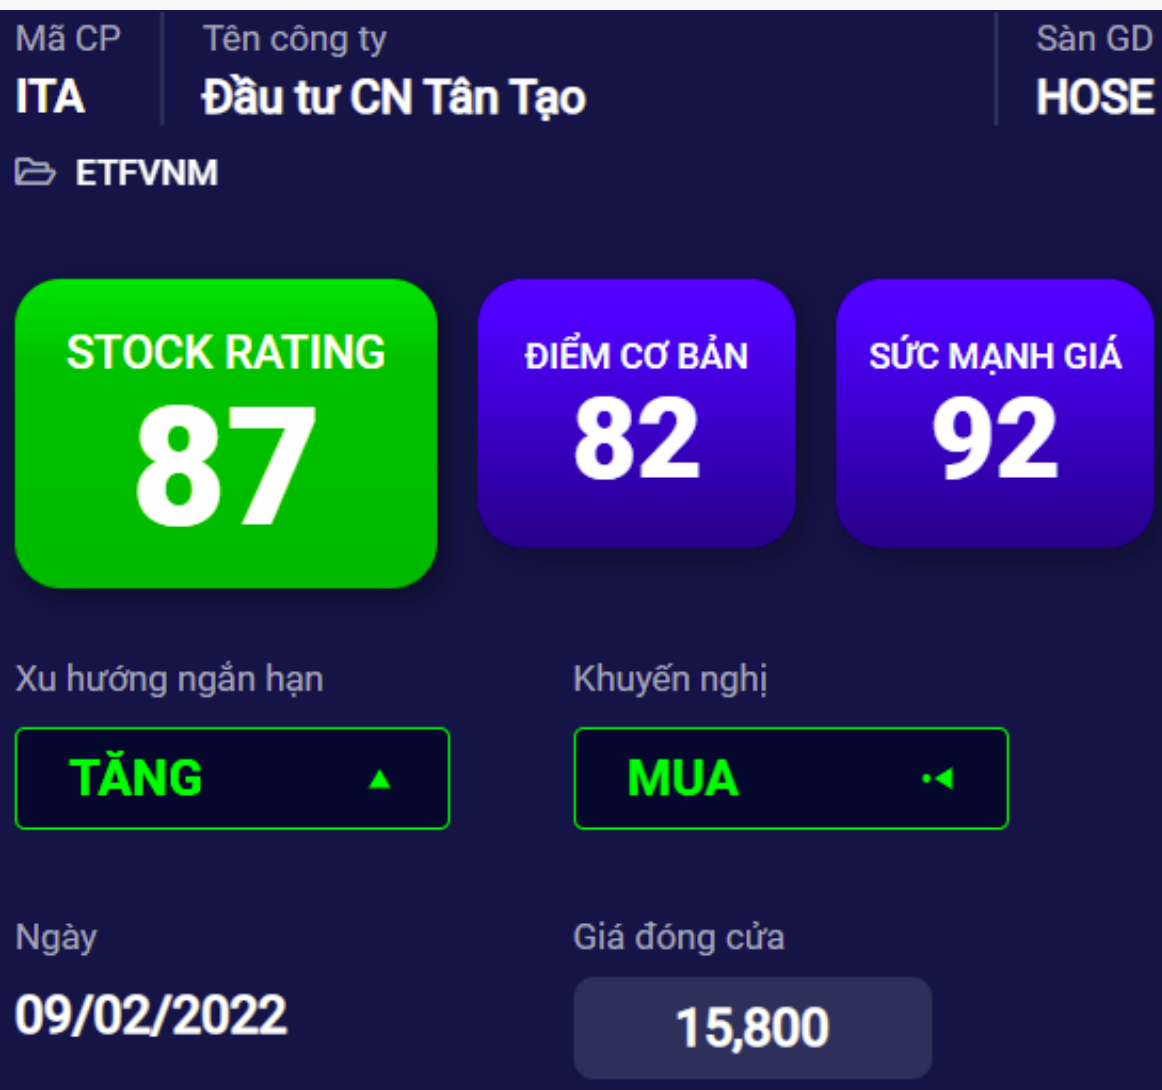 Mã CP Tên công ty Sàn GD
ITA Đầu tư CN Tân Tạo HOSE
ETFVNM
STOCK RATING ĐIỂM CƠ BẢN SỨC MẠNH GIÁ
87 82 92
Xu hướng ngắn hạn Khuyến nghị
TĂNG MUA
Ngày Giá đóng cửa
09/02/2022 15,800